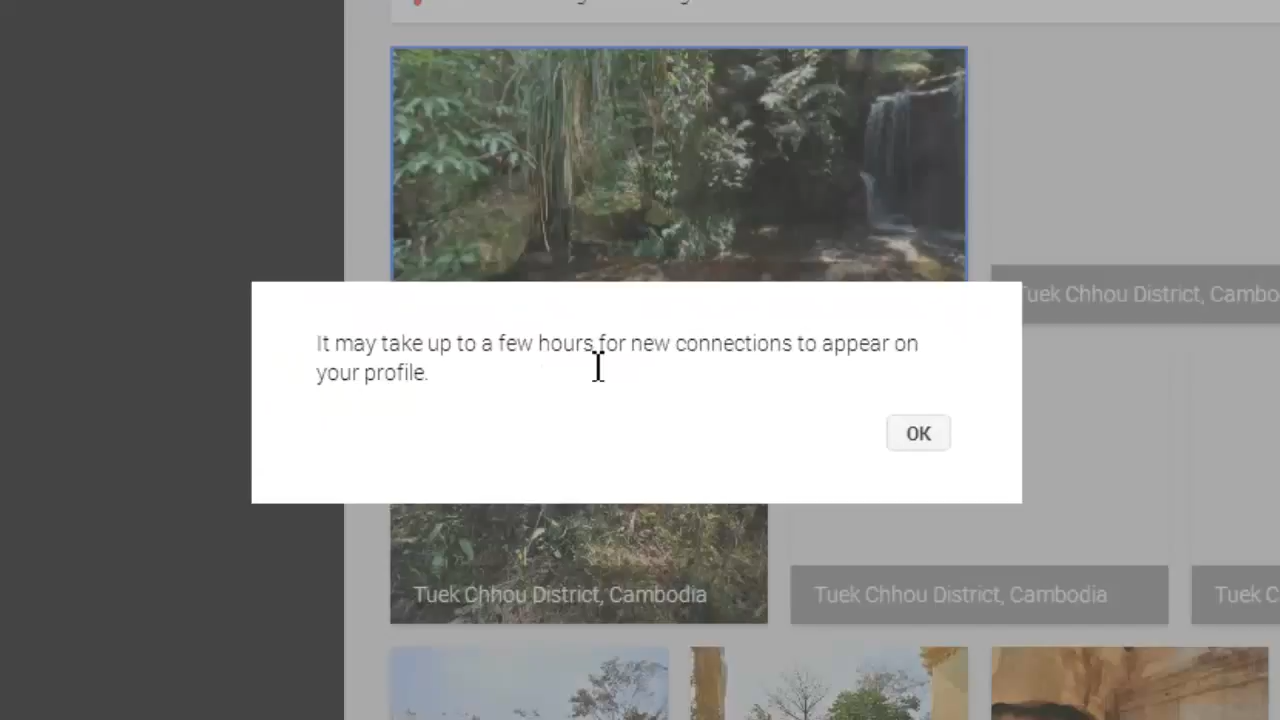 Tuek Chhou District, Cambo
It may take up to a few hours for new connections to appear on
your profile.
OK
Tuek Chhou District, Cambodia
Tuek Chhou District, Cambodia
Tuek C